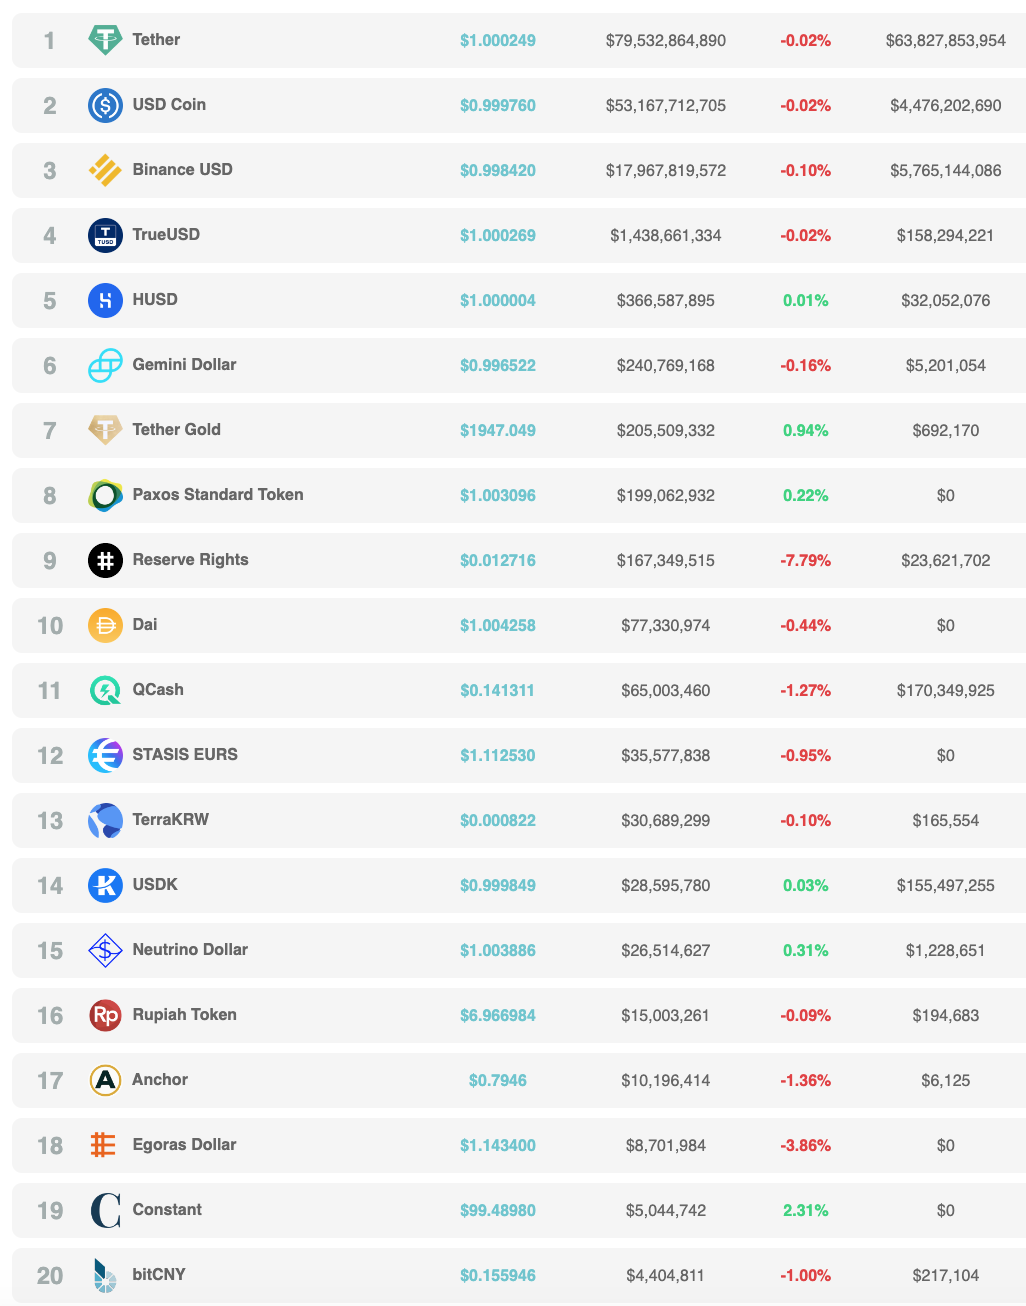 1 Tether $1.000249 $79,532,864,890 -0.02% $63,827,853,954
2 USD Coin $0.999760 $53,167,712,705 -0.02% $4,476,202,690
3 Binance USD $0.998420 $17,967,819,572 -0.10% $5,765,144,086
4 T TUSD TrueUSD $1.000269 $1,438,661,334 -0.02% $158,294,221
5 HUSD $1.000004 $366,587,895 0.01% $32,052,076
6 Gemini Dollar $0.996522 $240,769,168 -0.16% $5,201,054
7 Tether Gold $1947.049 $205,509,332 0.94% $692,170
8 Paxos Standard Token $1.003096 $199,062,932 0.22% $0
9 # Reserve Rights $0.012716 $167,349,515 -7.79% $23,621,702
10 Dai $1.004258 $77,330,974 -0.44% $0
11 QCash $0.141311 $65,003,460 -1.27% $170,349,925
12 STASIS EURS $1.112530 $35,577,838 -0.95% $0
13 TerraKRW $0.000822 $30,689,299 -0.10% $165,554
14 USDK $0.999849 $28,595,780 0.03% $155,497,255
15 $ Neutrino Dollar $1.003886 $26,514,627 0.31% $1,228,651
16 Rp Rupiah Token $6.966984 $15,003,261 -0.09% $194,683
17 A Anchor $0.7946 $10,196,414 -1.36% $6,125
18 Egoras Dollar $1.143400 $8,701,984 -3.86% $0
19 C Constant $99.48980 $5,044,742 2.31% $0
20 bitCNY $0.155946 $4,404,811 -1.00% $217,104